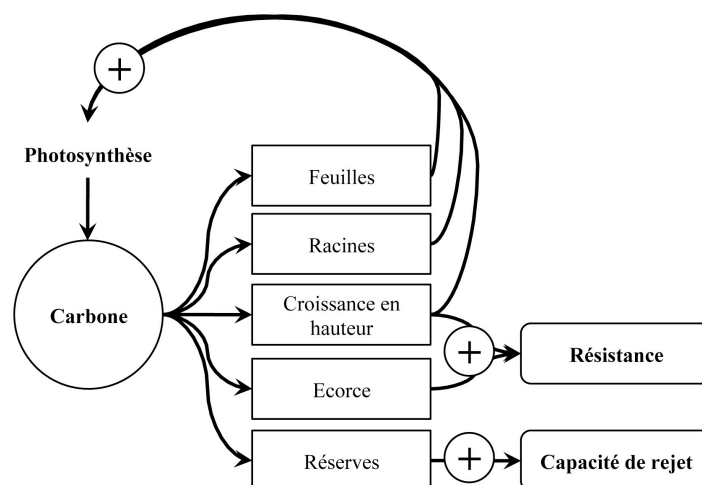 +
Photosynthèse
Feuilles
Racines
Carbone
Croissance en
hauteur
+
Résistance
Ecorce
Réserves
+
Capacité de rejet